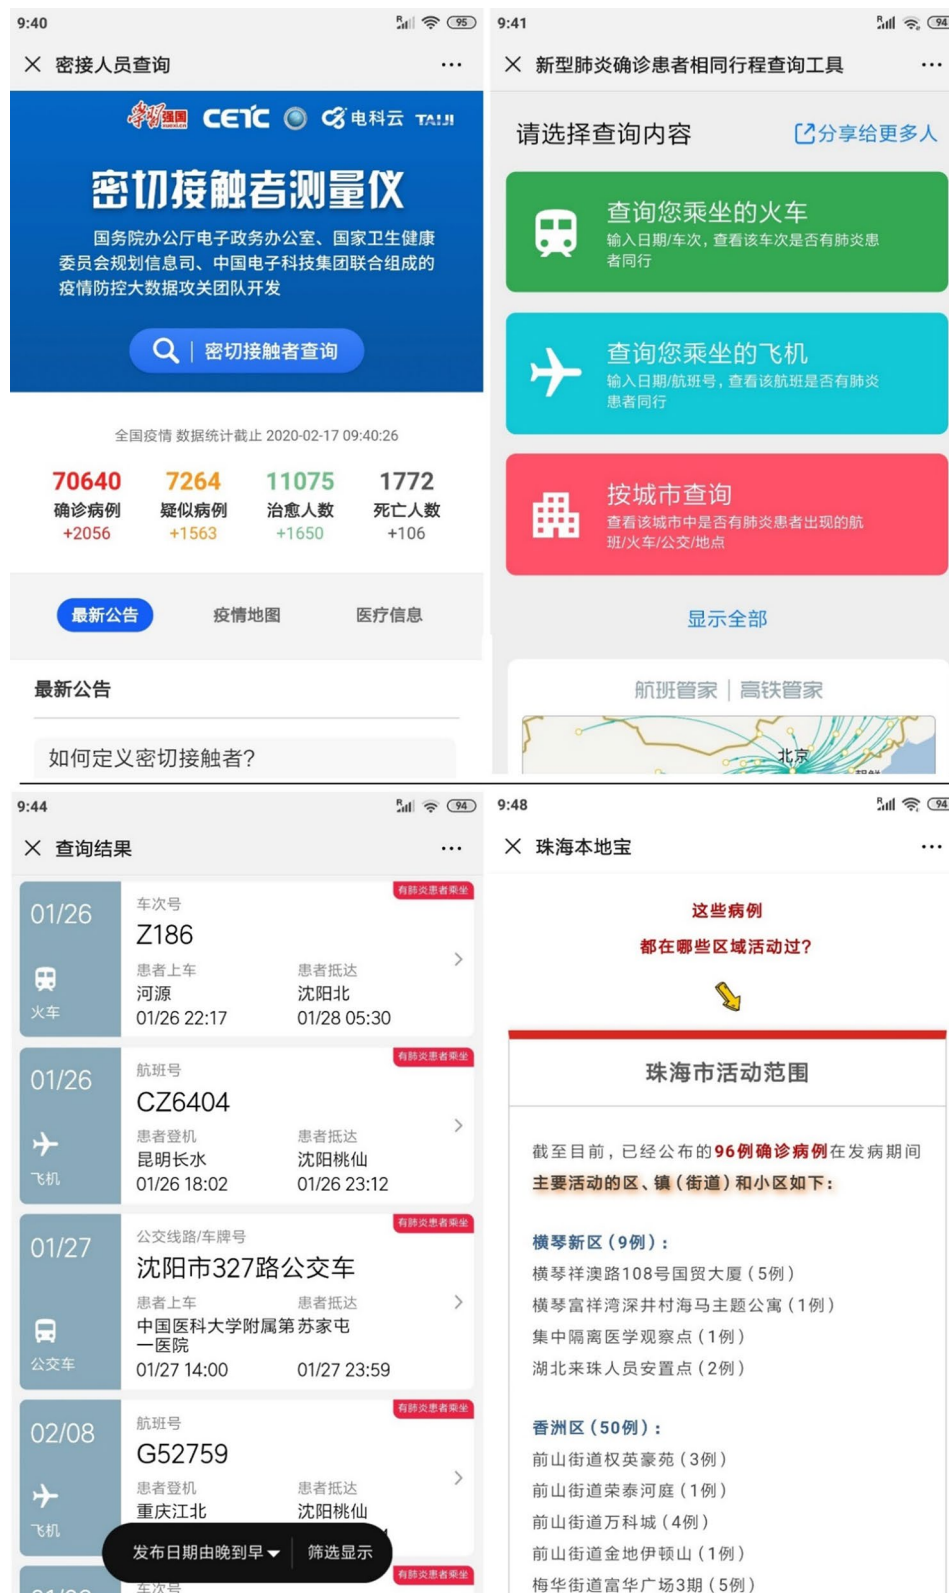 9:40
95
密接人员查询
学习强国 CETC 电科云 TAIJI
密切接触者测量仪
国务院办公厅电子政务办公室、国家卫生健康
委员会规划信息司、中国电子科技集团联合组成的
疫情防控大数据攻关团队开发
密切接触者查询
全国疫情 数据统计截止 2020-02-17 09:40:26
70640 7264 11075 1772
确诊病例 疑似病例 治愈人数 死亡人数
+2056 +1563 +1650 +106
最新公告 疫情地图 医疗信息
最新公告
如何定义密切接触者?
9:41
94
新型肺炎确诊患者相同行程查询工具
请选择查询内容 分享给更多人
查询您乘坐的火车
输入日期/车次, 查看该车次是否有肺炎患
者同行
查询您乘坐的飞机
输入日期/航班号, 查看该航班是否有肺炎
患者同行
按城市查询
查看该城市中是否有肺炎患者出现的航
班/火车/公交/地点
显示全部
航班管家 | 高铁管家
北京
9:44
94
查询结果
01/26
火车
有肺炎患者乘坐
车次号
Z186
患者上车 患者抵达
河源 沈阳北
01/26 22:17 01/28 05:30
01/26
飞机
有肺炎患者乘坐
航班号
CZ6404
患者登机 患者抵达
昆明长水 沈阳桃仙
01/26 18:02 01/26 23:12
01/27
公交车
有肺炎患者乘坐
公交线路/车牌号
沈阳市327路公交车
患者上车 患者抵达
中国医科大学附属第 苏家屯
一医院
01/27 14:00 01/27 23:59
02/08
飞机
有肺炎患者乘坐
航班号
G52759
患者登机 患者抵达
重庆江北 沈阳桃仙
发布日期由晚到早 筛选显示
有肺炎患者乘坐
车次号
9:48
94
珠海本地宝
这些病例
都在哪些区域活动过?
珠海市活动范围
截至目前, 已经公布的96例确诊病例在发病期间
主要活动的区、镇(街道)和小区如下:
横琴新区(9例):
横琴祥澳路108号国贸大厦(5例)
横琴富祥湾深井村海马主题公寓(1例)
集中隔离医学观察点(1例)
湖北来珠人员安置点(2例)
香洲区(50例):
前山街道权英豪苑(3例)
前山街道荣泰河庭(1例)
前山街道万科城(4例)
前山街道金地伊顿山(1例)
梅华街道富华广场3期(5例)